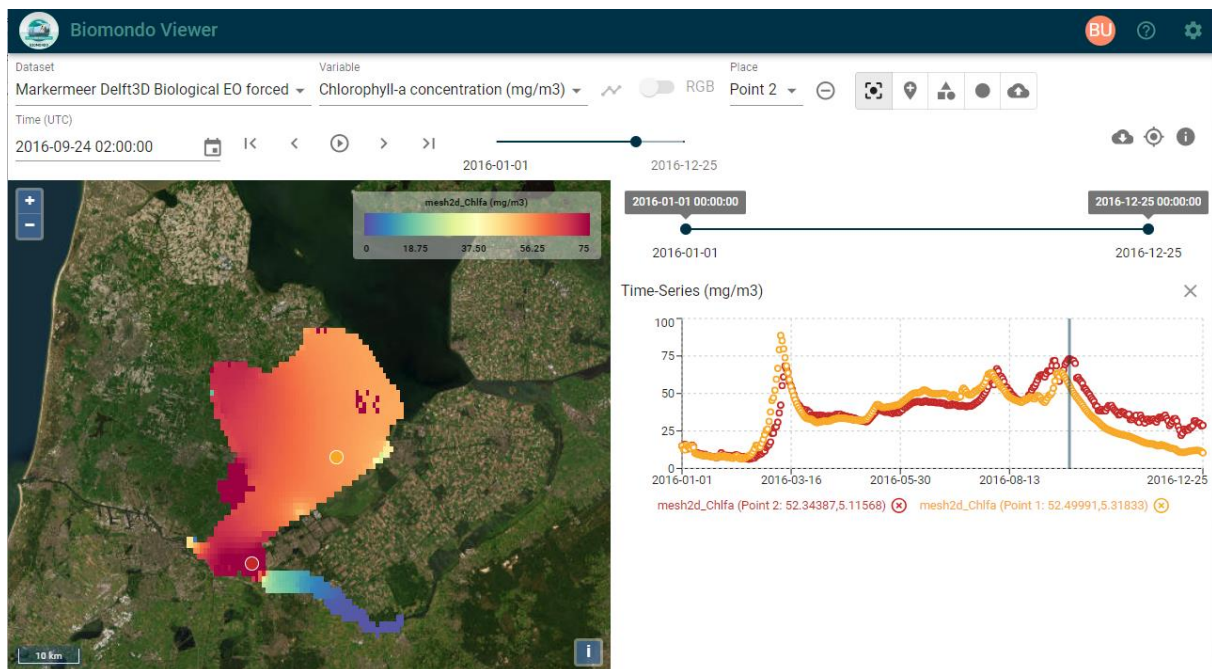 Biomondo Viewer
BU
Dataset
Markermeer Delft3D Biological EO forced
Variable
Chlorophyll-a concentration (mg/m3)
RGB
Place
Point 2
Time (UTC)
2016-09-24 02:00:00
2016-01-01
2016-12-25
+
−
mesh2d_Chlfa (mg/m3)
0 18.75 37.50 56.25 75
10 km
i
2016-01-01 00:00:00
2016-12-25 00:00:00
2016-01-01
2016-12-25
Time-Series (mg/m3)
100
75
50
25
0
2016-01-01 2016-03-16 2016-05-30 2016-08-13 2016-12-25
mesh2d_Chlfa (Point 2: 52.34387,5.11568) mesh2d_Chlfa (Point 1: 52.49991,5.31833)